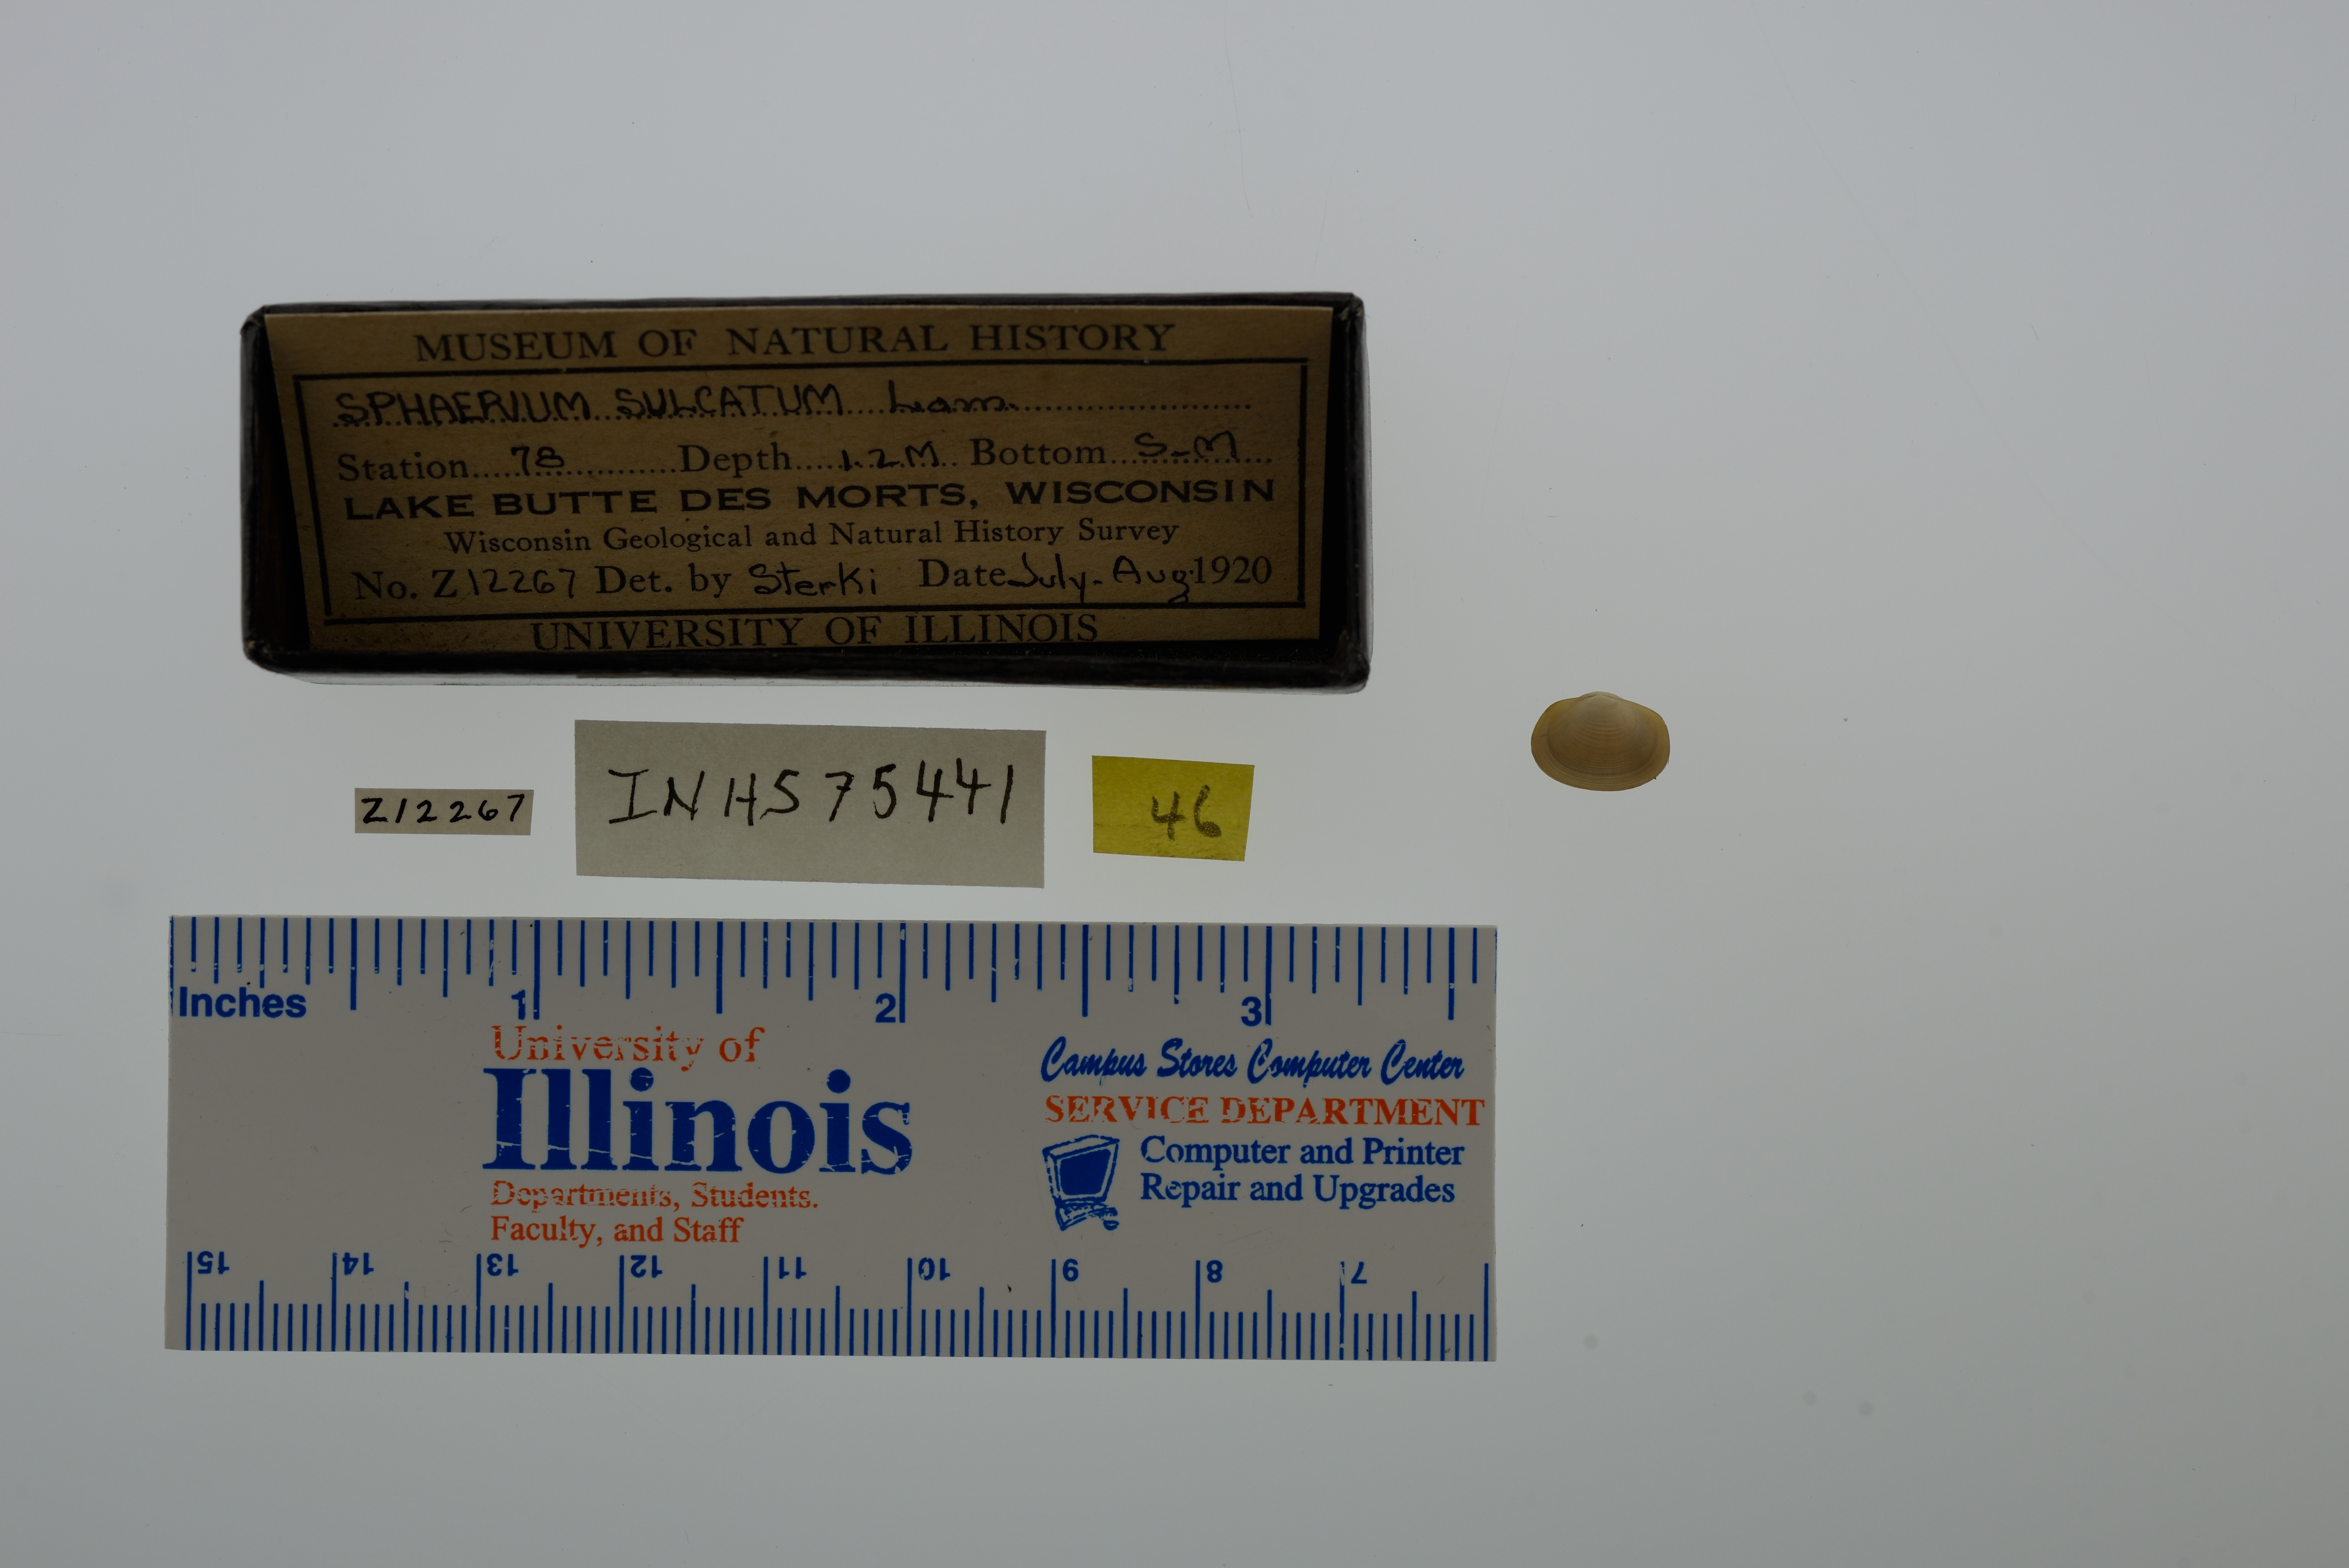 MUSEUM OF NATURAL HISTORY
SPHAERIUM SULCATUM Lam.
Station 78 Depth 1.2 M Bottom S-M
LAKE BUTTE DES MORTS, WISCONSIN
Wisconsin Geological and Natural History Survey
No. Z12267 Det. by Sterki Date July-Aug. 1920
UNIVERSITY OF ILLINOIS
Z12267
INHS 75441
46
Inches 1 2 3
University of
Illinois
Departments, Students.
Faculty, and Staff
Campus Stores Computer Center
SERVICE DEPARTMENT
Computer and Printer
Repair and Upgrades
15 14 13 12 11 10 9 8 7